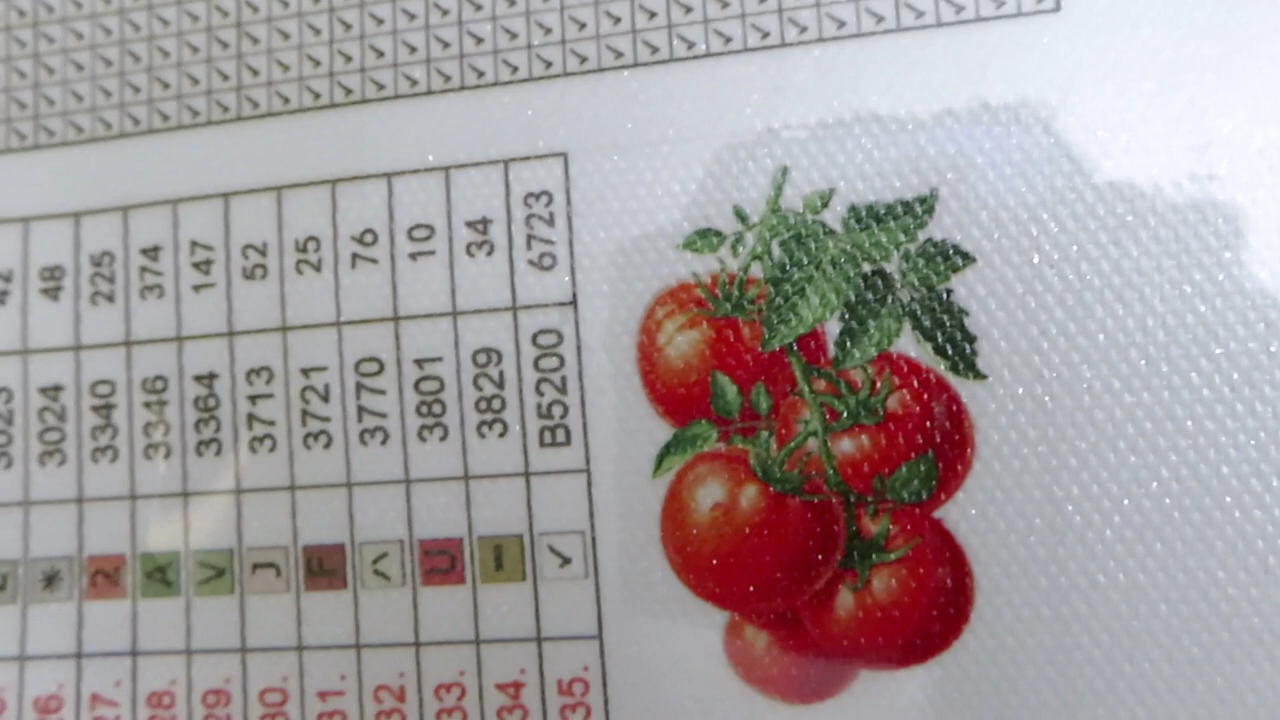 6. * 3024 48
27. 2 3340 225
28. A 3346 374
29. V 3364 147
30. J 3713 52
31. F 3721 25
32. ^ 3770 76
33. U 3801 10
34. − 3829 34
35. ✓ B5200 6723